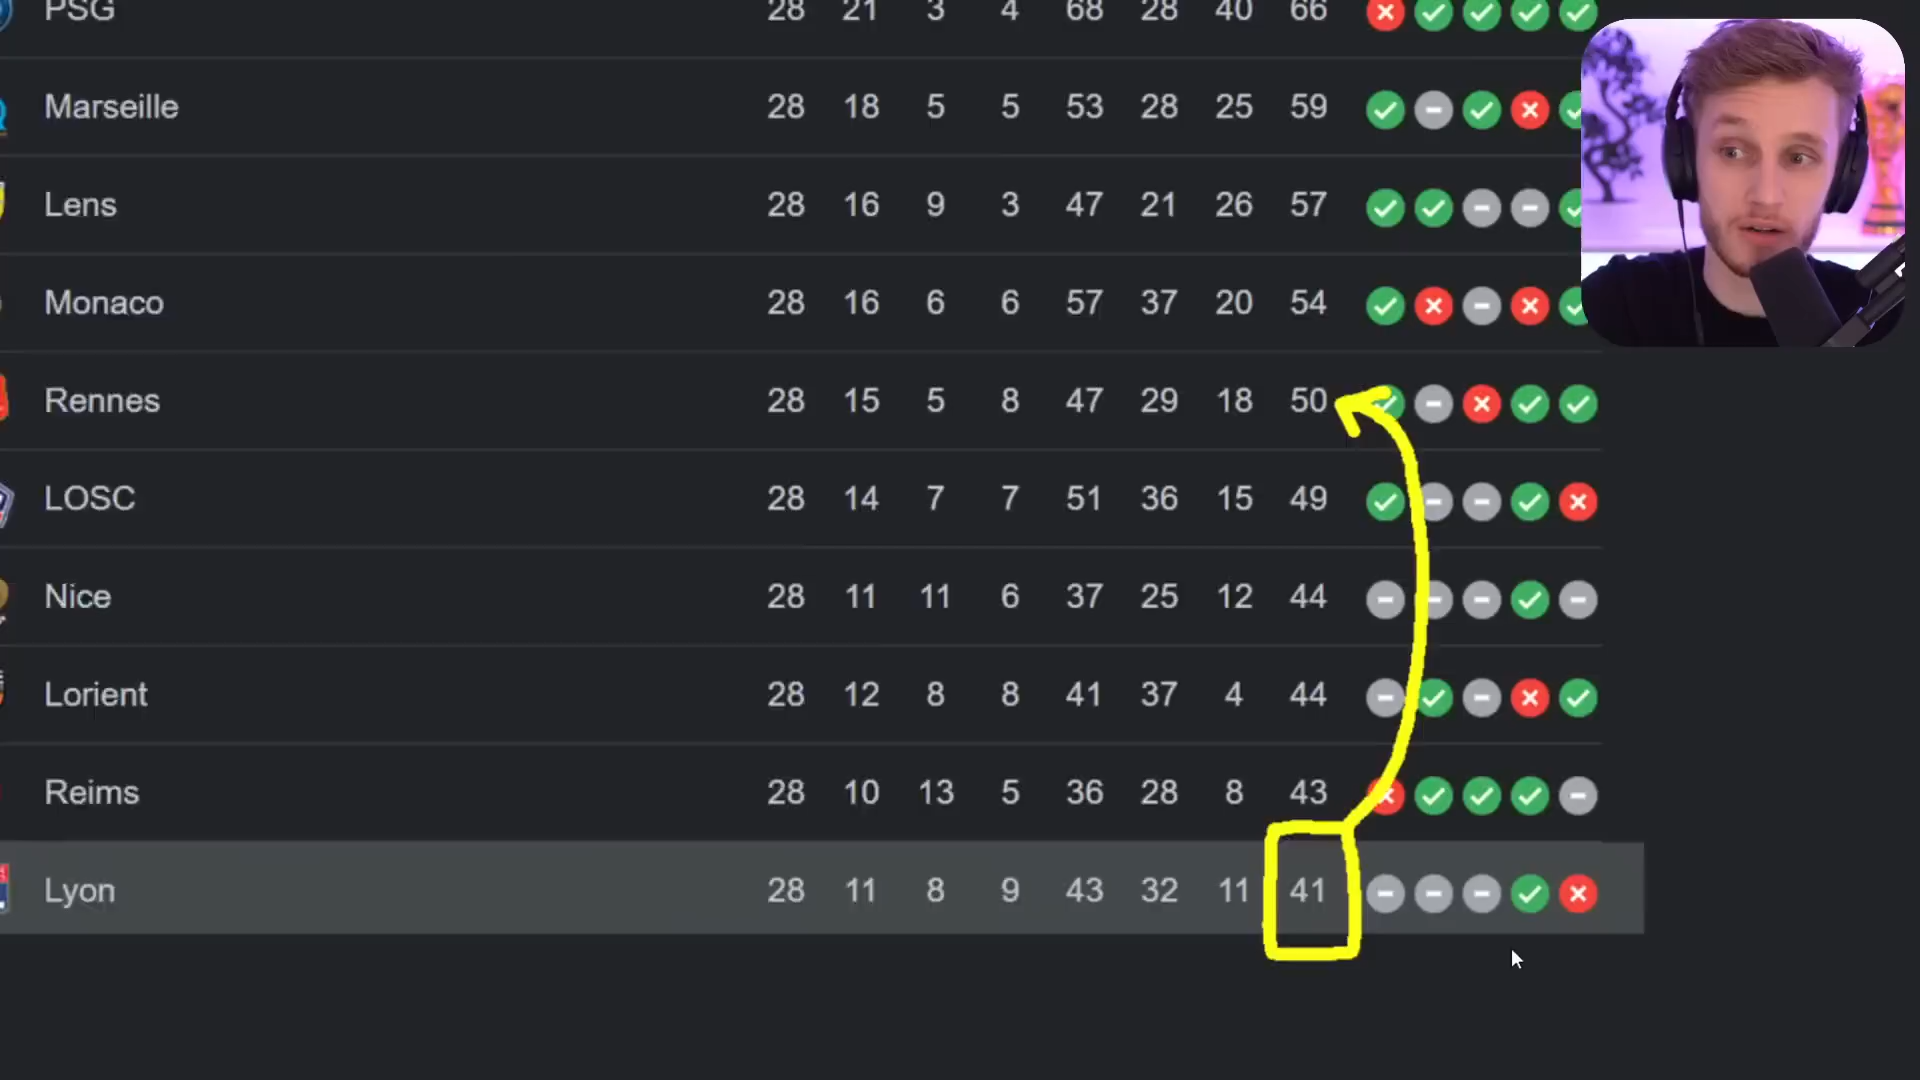 PSG 28 21 3 4 68 28 40 66
Marseille 28 18 5 5 53 28 25 59
Lens 28 16 9 3 47 21 26 57
Monaco 28 16 6 6 57 37 20 54
Rennes 28 15 5 8 47 29 18 50
LOSC 28 14 7 7 51 36 15 49
Nice 28 11 11 6 37 25 12 44
Lorient 28 12 8 8 41 37 4 44
Reims 28 10 13 5 36 28 8 43
Lyon 28 11 8 9 43 32 11 41